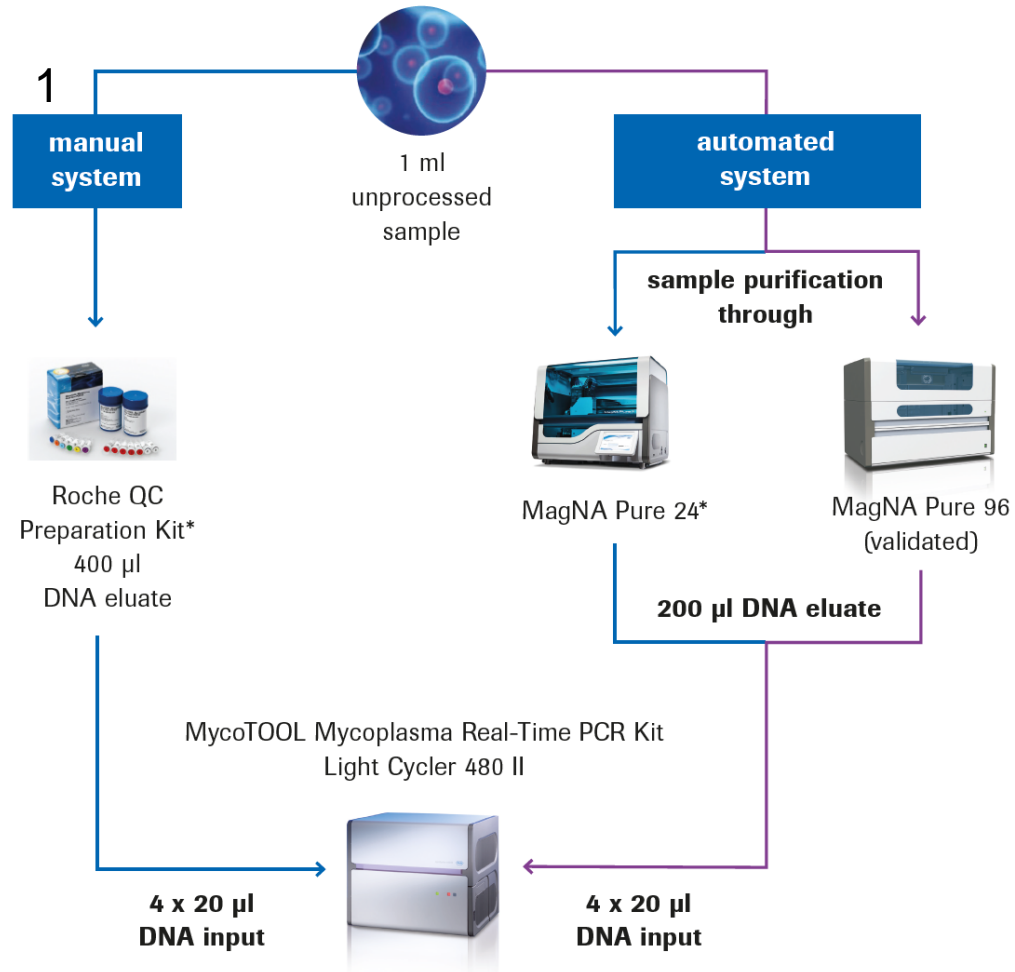 1
manual
system
1 ml
unprocessed
sample
automated
system
sample purification
through
Roche QC
Preparation Kit*
400 µl
DNA eluate
MagNA Pure 24*
MagNA Pure 96
(validated)
200 µl DNA eluate
MycoTOOL Mycoplasma Real-Time PCR Kit
Light Cycler 480 II
4 x 20 µl
DNA input
4 x 20 µl
DNA input